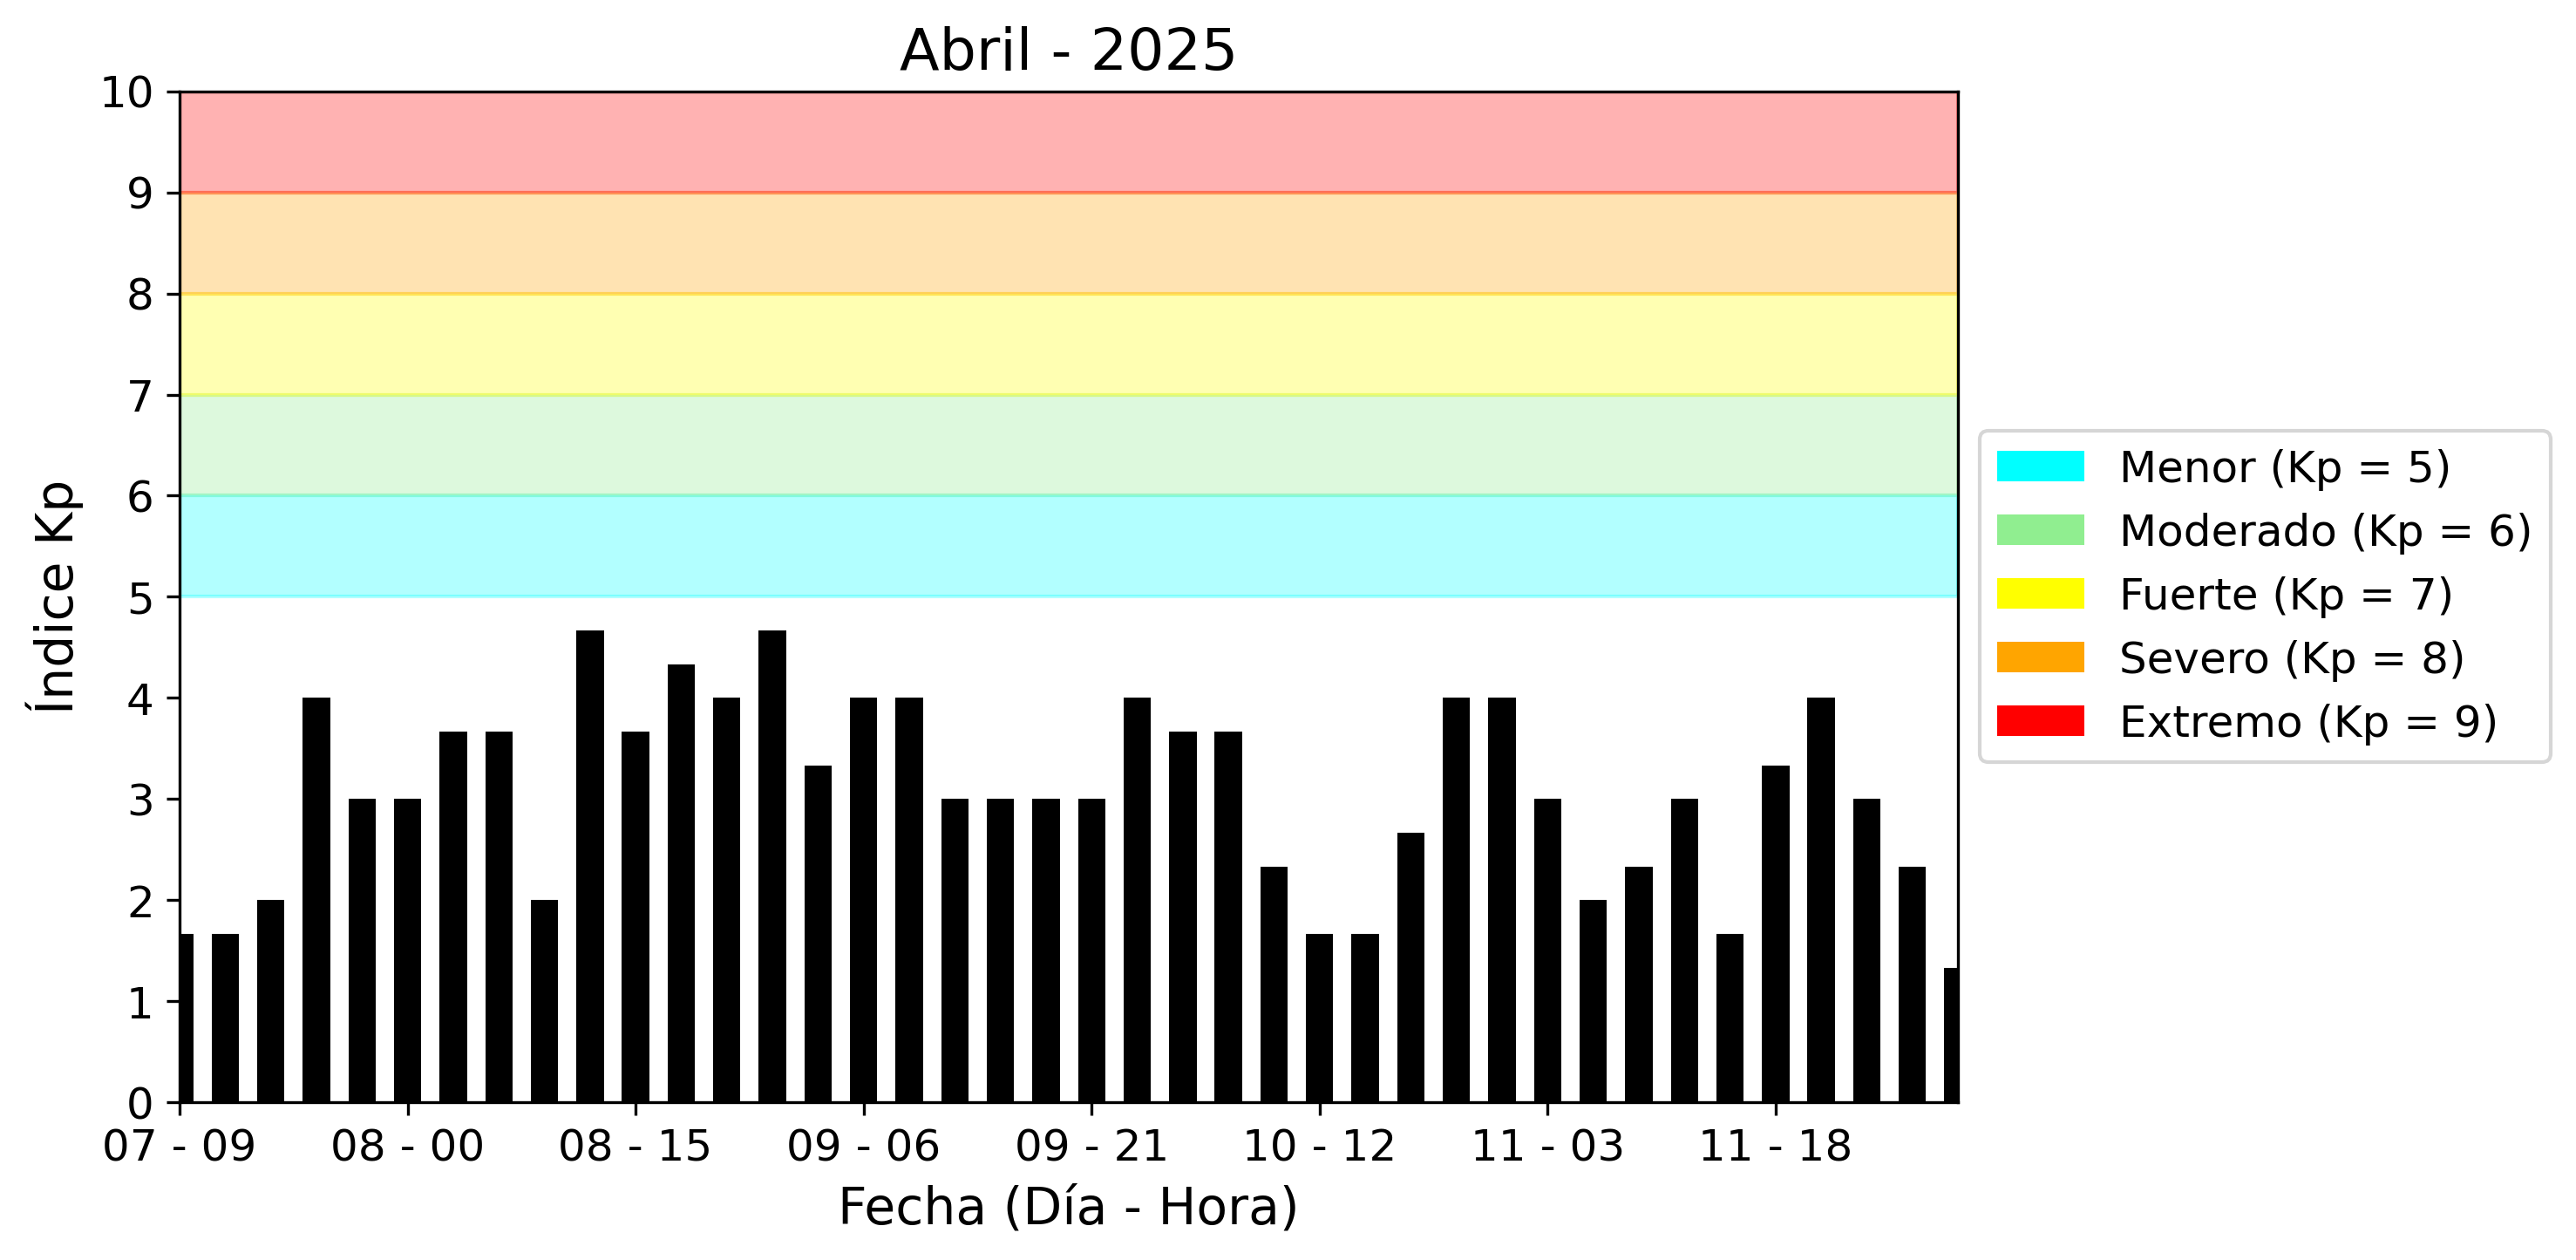 Abril - 2025
10
9
8
7
6
5
4
3
2
1
0
Índice Kp
07 - 09
08 - 00
08 - 15
09 - 06
09 - 21
10 - 12
11 - 03
11 - 18
Fecha (Día - Hora)
Menor (Kp = 5)
Moderado (Kp = 6)
Fuerte (Kp = 7)
Severo (Kp = 8)
Extremo (Kp = 9)